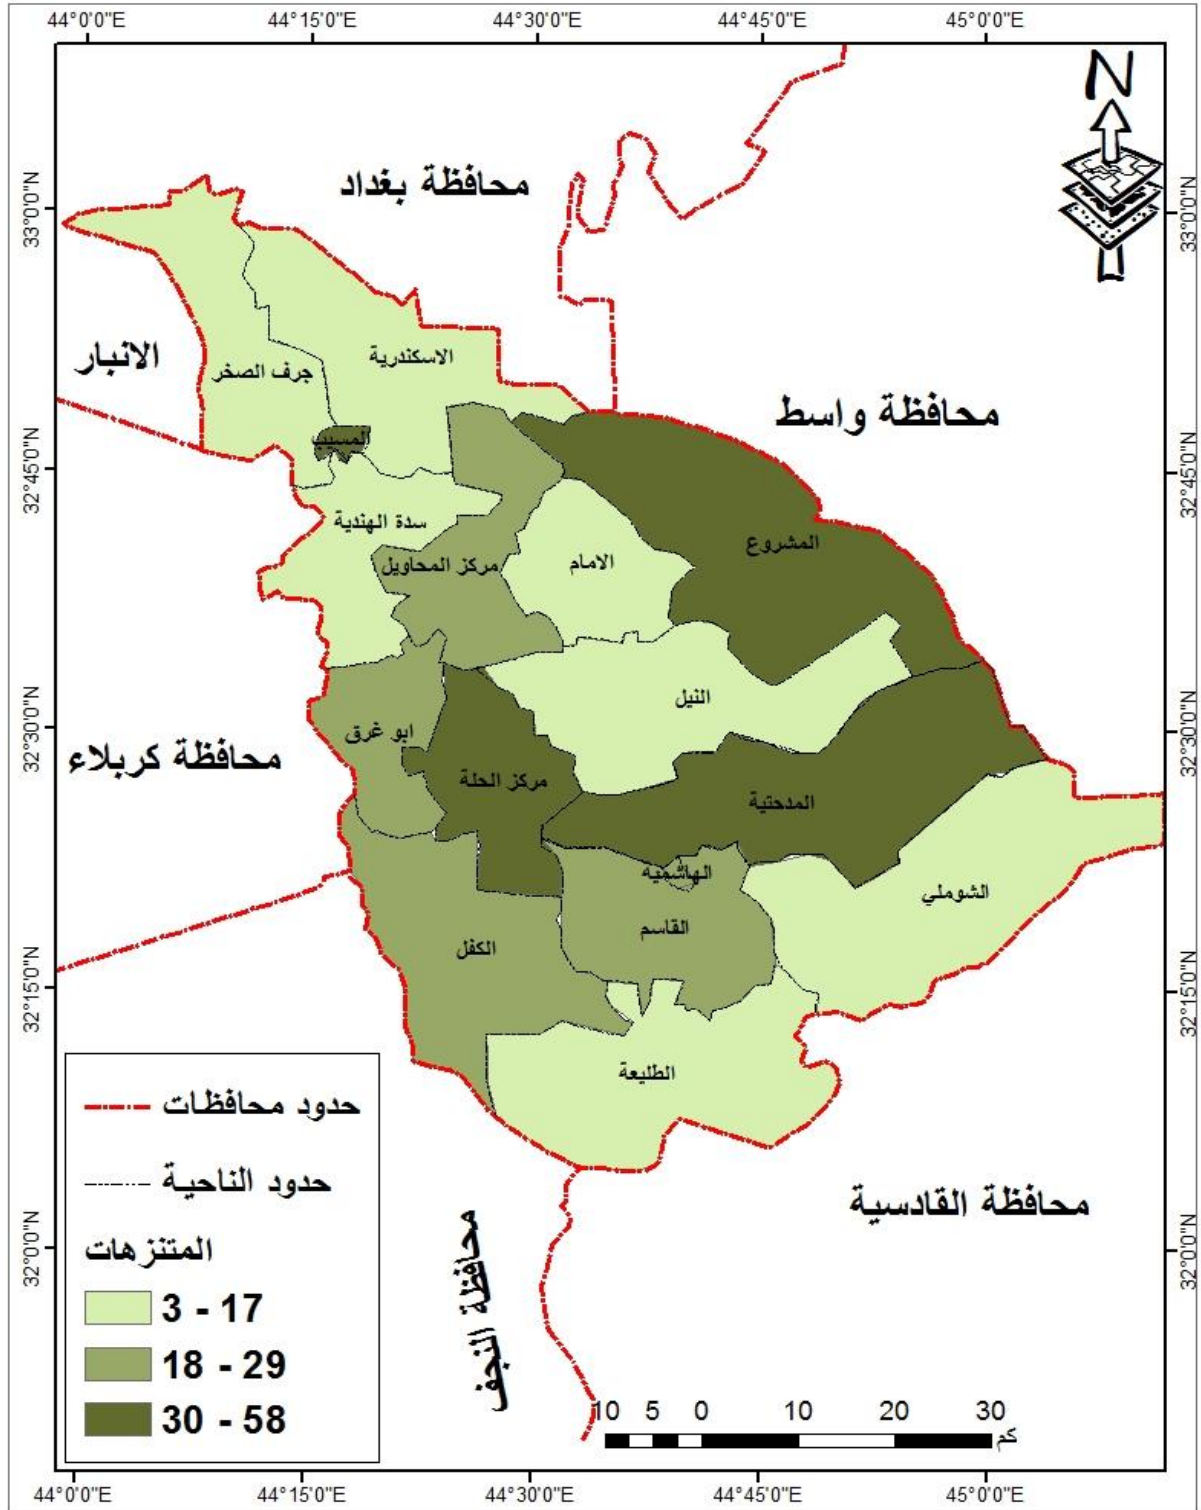 44°0'0"E 44°15'0"E 44°30'0"E 44°45'0"E 45°0'0"E
N
33°0'0"N
33°0'0"N
محافظة بغداد
الانبار
جرف الصخر
الاسكندرية
محافظة واسط
المسيب
32°45'0"N
32°45'0"N
سدة الهندية
مركز المحاويل
الامام
المشروع
النيل
32°30'0"N
32°30'0"N
محافظة كربلاء
ابو غرق
مركز الحلة
المدحتية
الهاشميه
القاسم
الشوملي
الكفل
32°15'0"N
32°15'0"N
الطليعة
حدود محافظات
حدود الناحية
المتنزهات
3 - 17
18 - 29
30 - 58
محافظة القادسية
محافظة النجف
32°0'0"N
32°0'0"N
10 5 0 10 20 30
كم
44°0'0"E 44°15'0"E 44°30'0"E 44°45'0"E 45°0'0"E